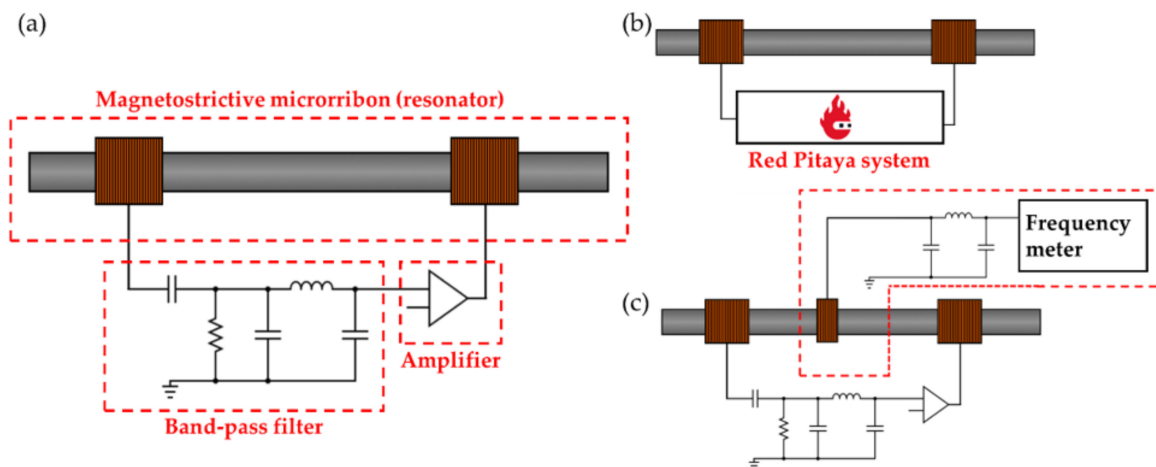 (a)
Magnetostrictive microrribon (resonator)
Band-pass filter
Amplifier
(b)
Red Pitaya system
Frequency
meter
(c)